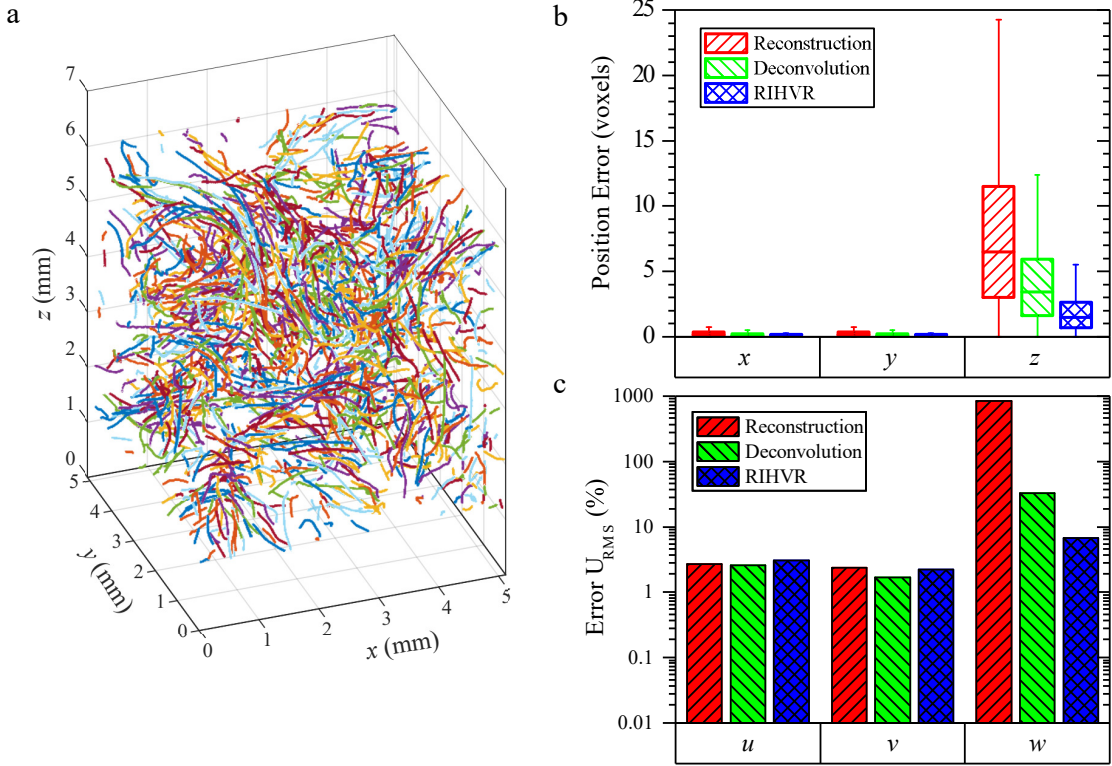 a
7
6
5
4
3
2
1
0
z (mm)
5
4
3
2
1
0
y (mm)
0
1
2
3
4
5
x (mm)
b
25
20
15
10
5
0
Position Error (voxels)
Reconstruction
Deconvolution
RIHVR
x y z
c
1000
100
10
1
0.1
0.01
Error U_RMS (%)
Reconstruction
Deconvolution
RIHVR
u v w